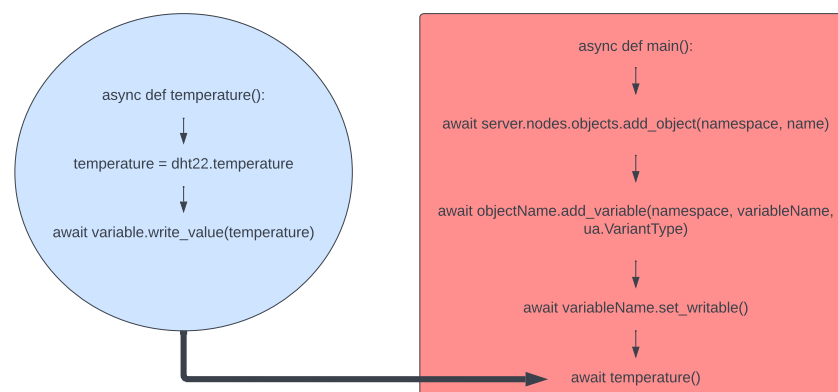 async def temperature():
temperature = dht22.temperature
await variable.write_value(temperature)
async def main():
await server.nodes.objects.add_object(namespace, name)
await objectName.add_variable(namespace, variableName,
ua.VariantType)
await variableName.set_writable()
await temperature()